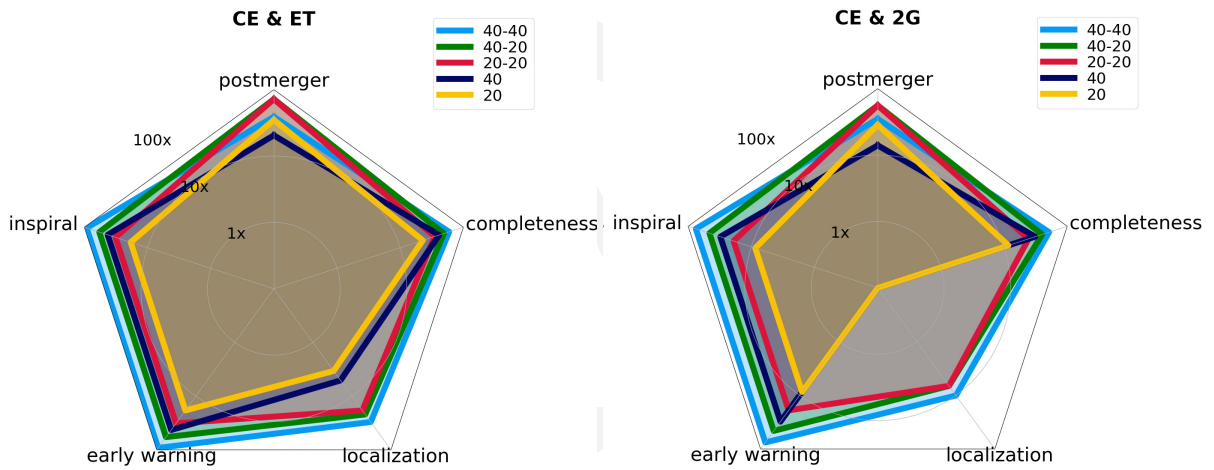 CE & ET
40-40
40-20
20-20
40
20
postmerger
100x
10x
1x
inspiral
completeness
early warning
localization
CE & 2G
40-40
40-20
20-20
40
20
postmerger
100x
10x
1x
inspiral
completeness
early warning
localization